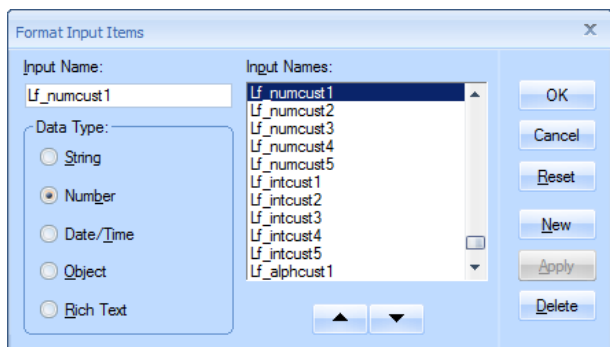 Format Input Items
Input Name:
Lf_numcust1
Data Type:
String
Number
Date/Time
Object
Rich Text
Input Names:
Lf_numcust1
Lf_numcust2
Lf_numcust3
Lf_numcust4
Lf_numcust5
Lf_intcust1
Lf_intcust2
Lf_intcust3
Lf_intcust4
Lf_intcust5
Lf_alphcust1
OK
Cancel
Reset
New
Apply
Delete